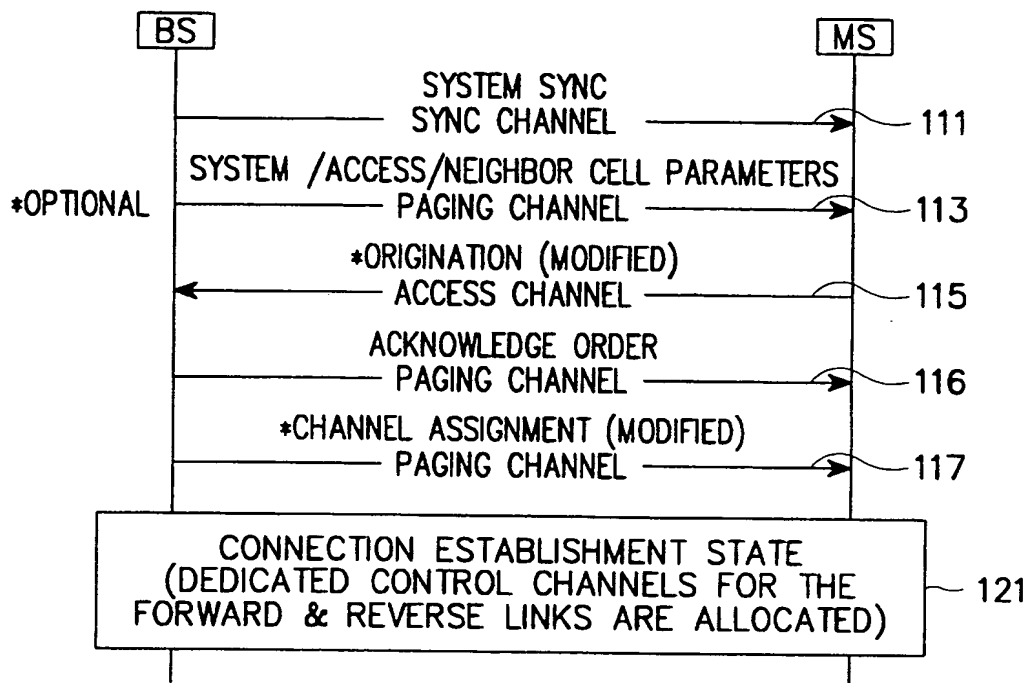 BS
MS
SYSTEM SYNC
SYNC CHANNEL
111
SYSTEM /ACCESS/NEIGHBOR CELL PARAMETERS
*OPTIONAL
PAGING CHANNEL
113
*ORIGINATION (MODIFIED)
ACCESS CHANNEL
115
ACKNOWLEDGE ORDER
PAGING CHANNEL
116
*CHANNEL ASSIGNMENT (MODIFIED)
PAGING CHANNEL
117
CONNECTION ESTABLISHMENT STATE
(DEDICATED CONTROL CHANNELS FOR THE
FORWARD & REVERSE LINKS ARE ALLOCATED)
121